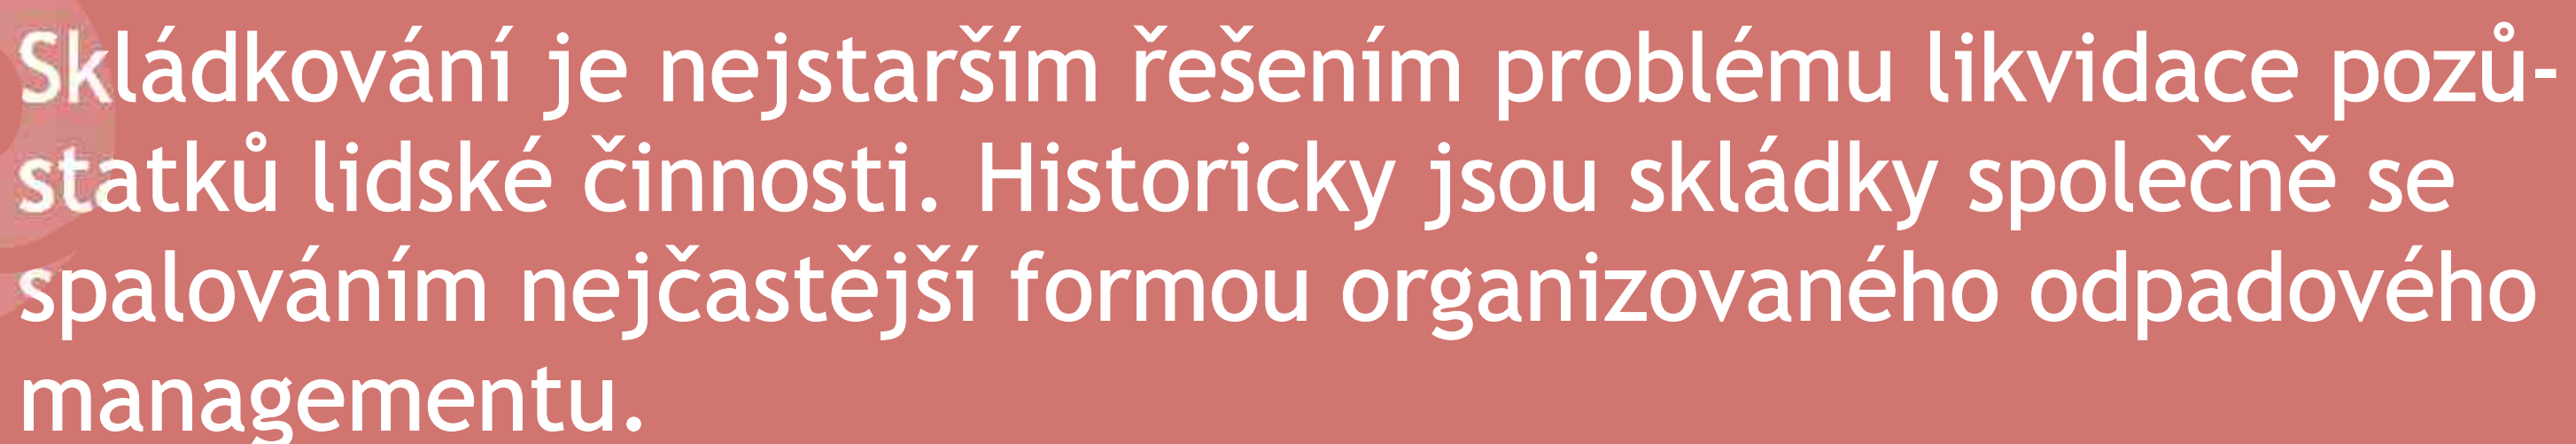 Skládkování je nejstarším řešením problému likvidace pozů-
statků lidské činnosti. Historicky jsou skládky společně se
spalováním nejčastější formou organizovaného odpadového
managementu.